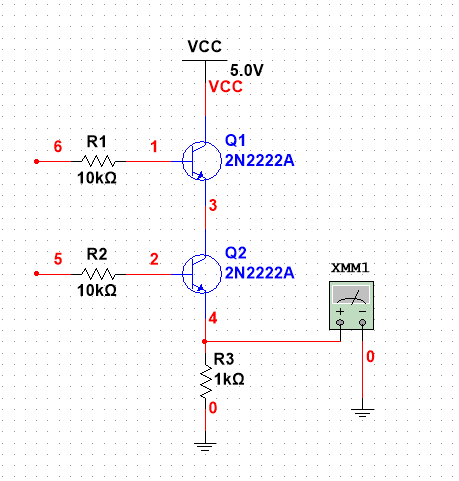 VCC
5.0V
VCC
6
R1
10kΩ
1
Q1
2N2222A
3
5
R2
10kΩ
2
Q2
2N2222A
XMM1
+ −
4
0
R3
1kΩ
0